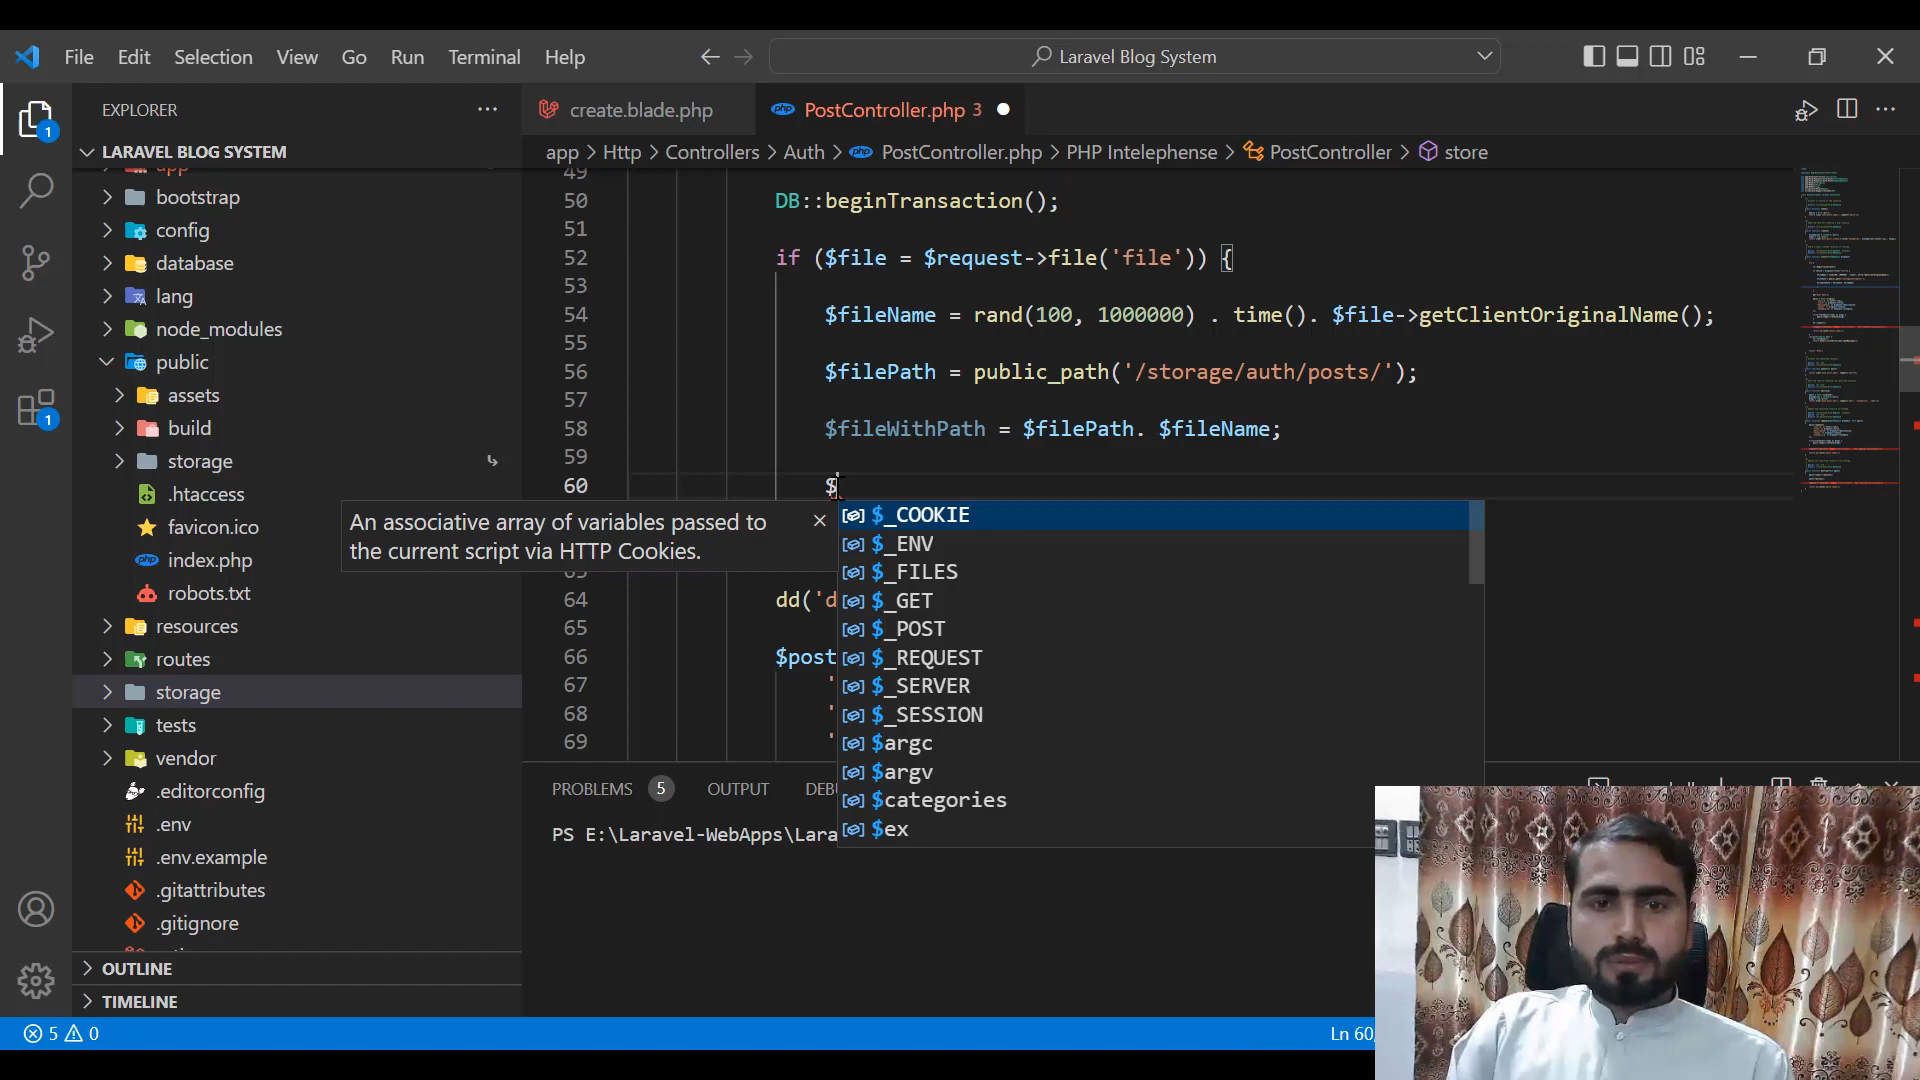 File Edit Selection View Go Run Terminal Help
Laravel Blog System
EXPLORER
create.blade.php
PostController.php 3
LARAVEL BLOG SYSTEM
app > Http > Controllers > Auth > PostController.php > PHP Intelephense > PostController > store
app
bootstrap
config
database
lang
node_modules
public
assets
build
storage
.htaccess
favicon.ico
index.php
robots.txt
resources
routes
storage
tests
vendor
.editorconfig
.env
.env.example
.gitattributes
.gitignore
OUTLINE
TIMELINE
49
50 DB::beginTransaction();
51
52 if ($file = $request->file('file')) {
53
54 $fileName = rand(100, 1000000) . time(). $file->getClientOriginalName();
55
56 $filePath = public_path('/storage/auth/posts/');
57
58 $fileWithPath = $filePath. $fileName;
59
60 $
An associative array of variables passed to
the current script via HTTP Cookies.
$_COOKIE
$_ENV
$_FILES
$_GET
$_POST
$_REQUEST
$_SERVER
$_SESSION
$argc
$argv
$categories
$ex
64 dd('d
65
66 $post
67 '
68 '
69 '
PROBLEMS 5 OUTPUT DEBU
PS E:\Laravel-WebApps\Lara
5 0
Ln 60,
1
1